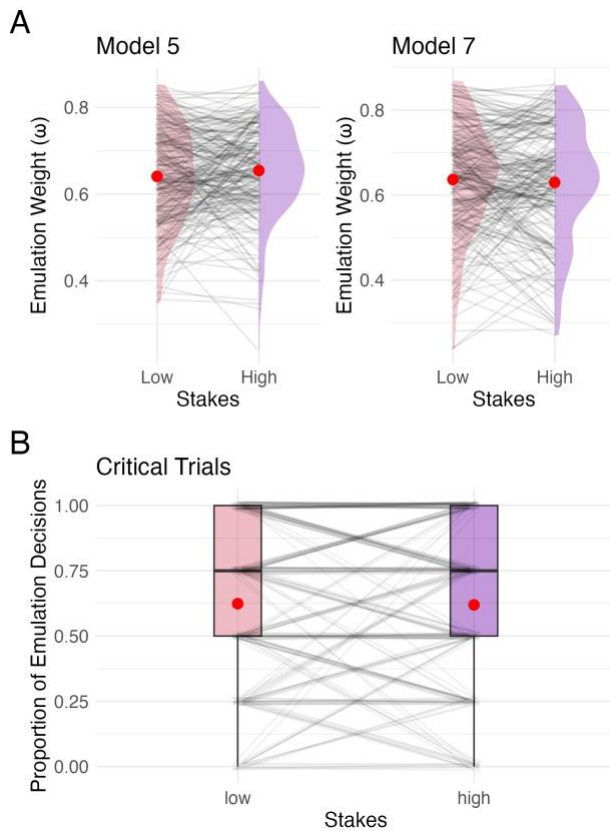 A
Model 5
Model 7
Emulation Weight (ω)
0.8
0.6
0.4
Low
High
Stakes
Emulation Weight (ω)
0.8
0.6
0.4
Low
High
Stakes
B
Critical Trials
Proportion of Emulation Decisions
1.00
0.75
0.50
0.25
0.00
low
high
Stakes